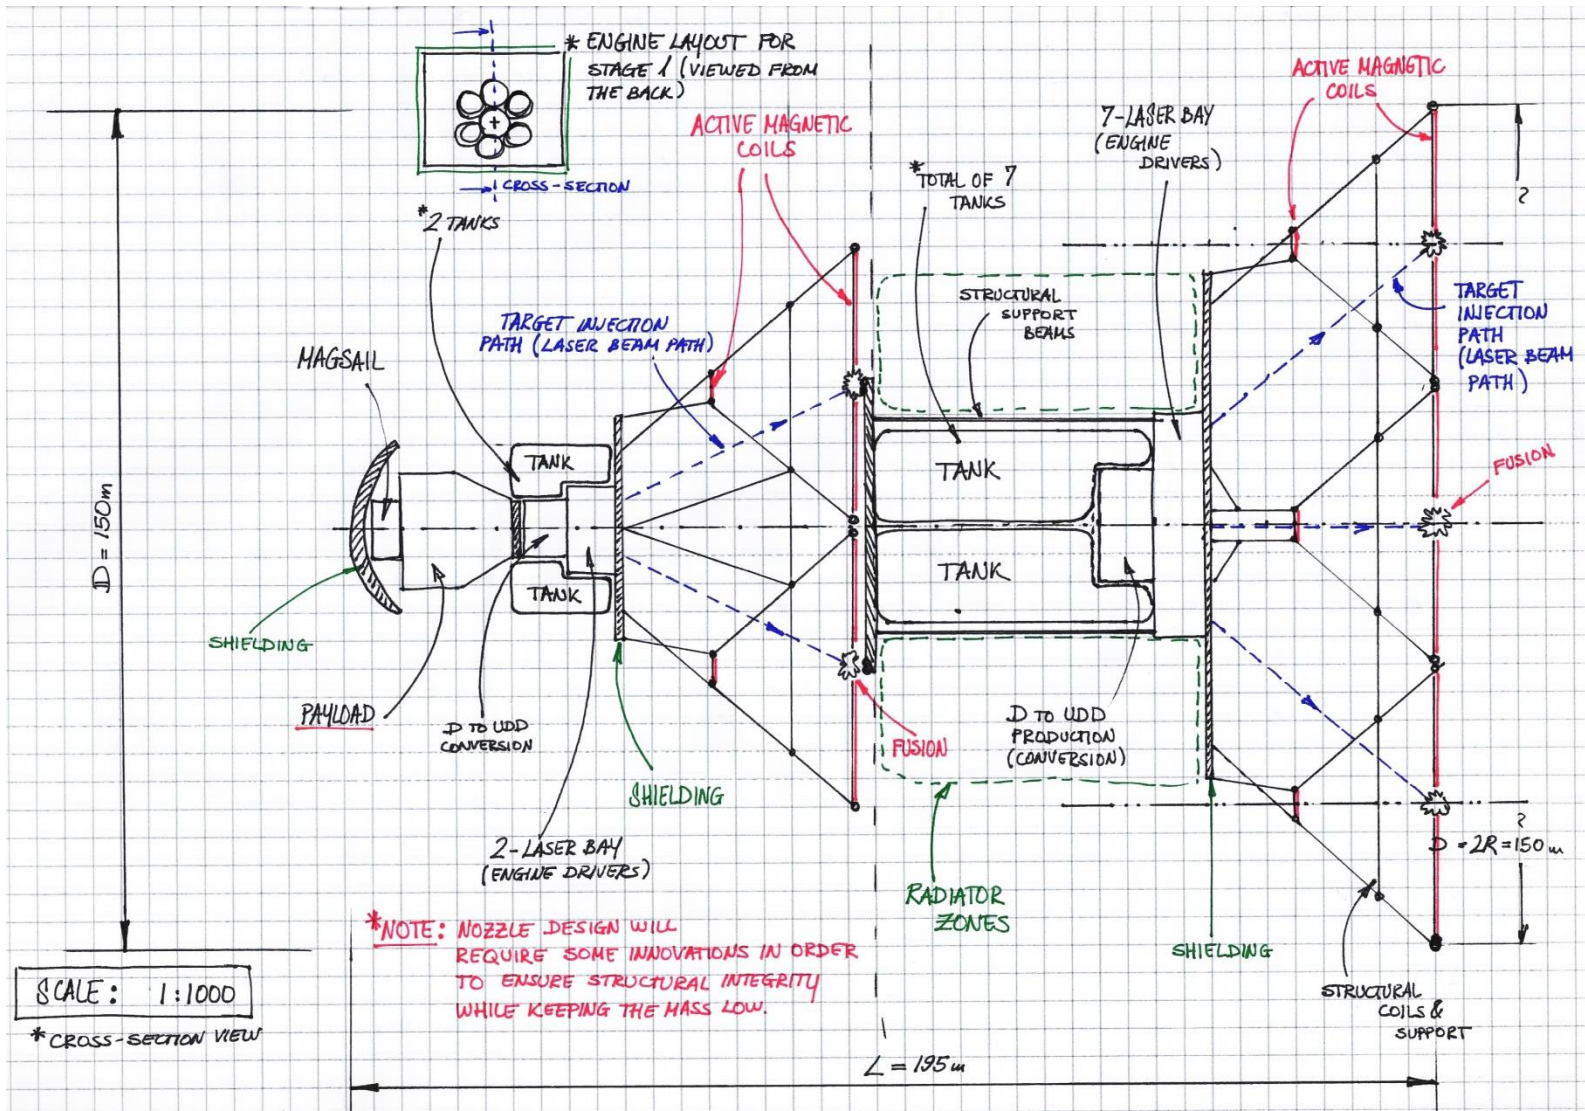 * ENGINE LAYOUT FOR
STAGE 1 (VIEWED FROM
THE BACK)
CROSS-SECTION
ACTIVE MAGNETIC
COILS
7-LASER BAY
(ENGINE
DRIVERS)
ACTIVE MAGNETIC
COILS
*TOTAL OF 7
TANKS
*2 TANKS
STRUCTURAL
SUPPORT
BEAMS
TARGET INJECTION
PATH (LASER BEAM PATH)
TARGET
INJECTION
PATH
(LASER BEAM
PATH)
MAGSAIL
TANK
TANK
FUSION
D = 150m
TANK
TANK
SHIELDING
PAYLOAD
D TO UDD
CONVERSION
FUSION
D TO UDD
PRODUCTION
(CONVERSION)
SHIELDING
2-LASER BAY
(ENGINE DRIVERS)
D = 2R = 150m
RADIATOR
ZONES
SHIELDING
*NOTE: NOZZLE DESIGN WILL
REQUIRE SOME INNOVATIONS IN ORDER
TO ENSURE STRUCTURAL INTEGRITY
WHILE KEEPING THE MASS LOW.
SCALE: 1:1000
* CROSS-SECTION VIEW
STRUCTURAL
COILS &
SUPPORT
L = 195m